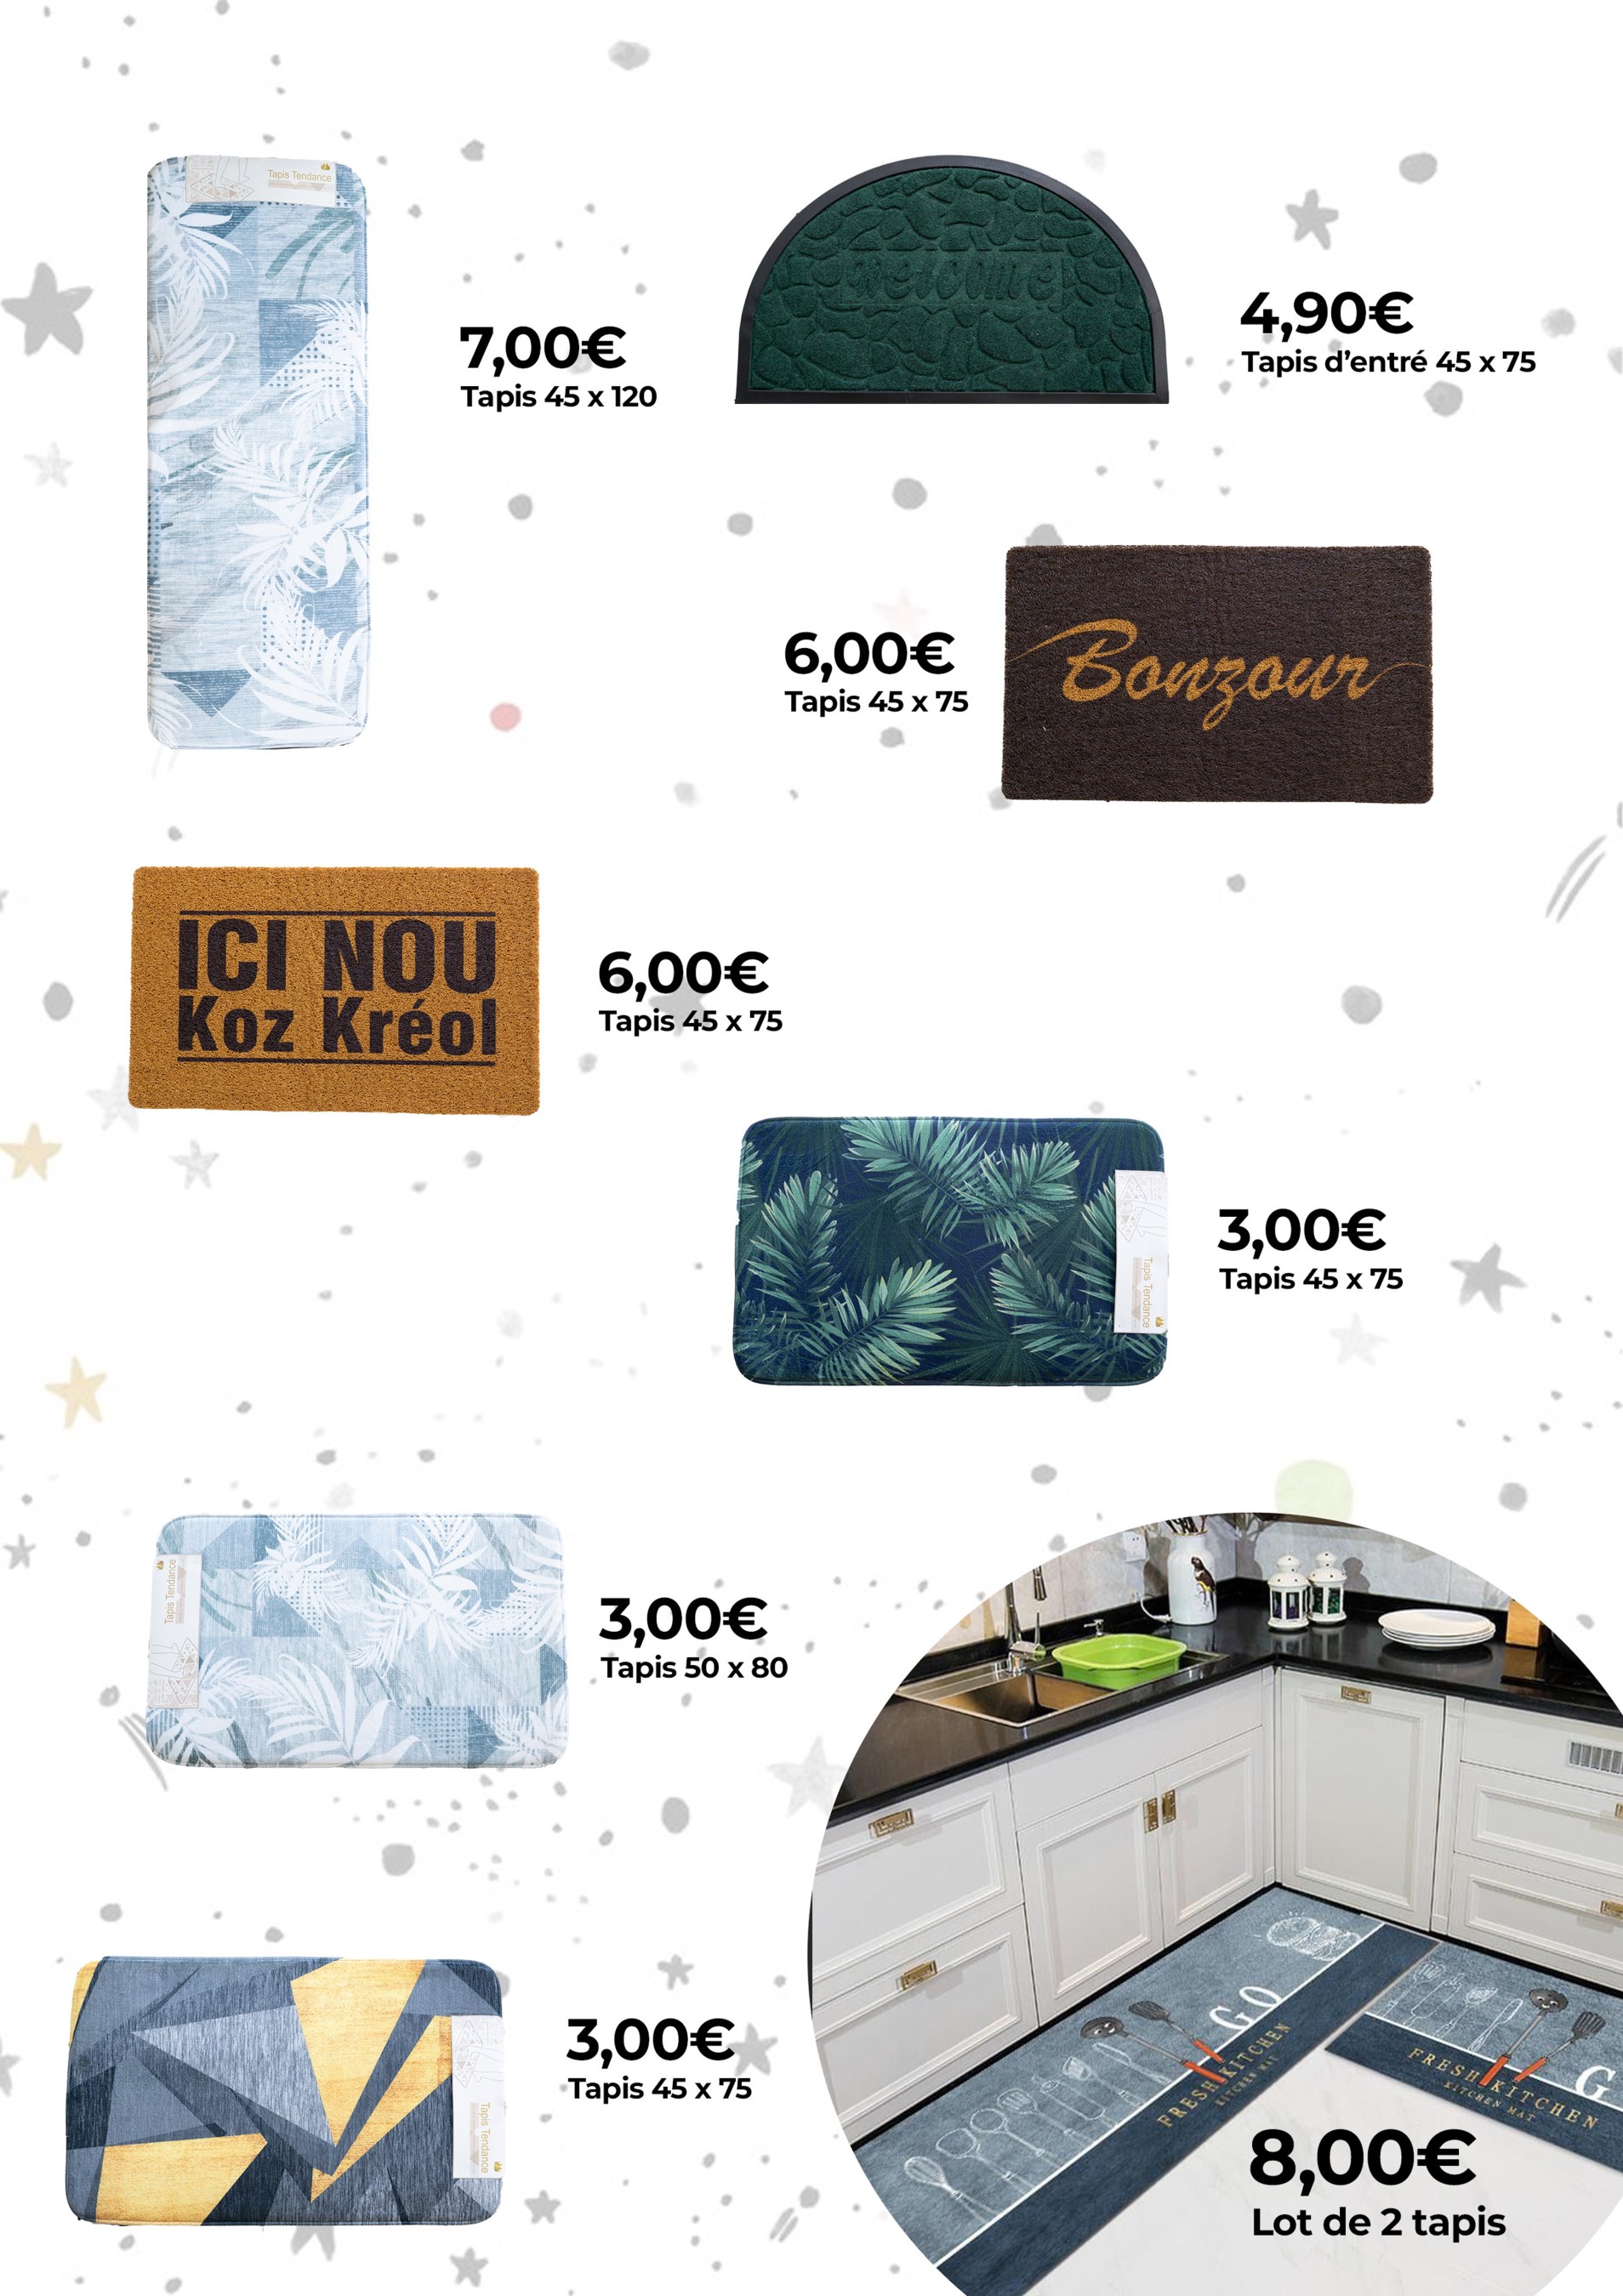 Tapis Tendance
7,00€
Tapis 45 x 120
welcome
4,90€
Tapis d’entré 45 x 75
6,00€
Tapis 45 x 75
Bonzour
ICI NOU
Koz Kréol
6,00€
Tapis 45 x 75
Tapis Tendance
3,00€
Tapis 45 x 75
Tapis Tendance
3,00€
Tapis 50 x 80
Tapis Tendance
3,00€
Tapis 45 x 75
GO
FRESH KITCHEN
KITCHEN MAT
G
FRESH KITCHEN
KITCHEN MAT
8,00€
Lot de 2 tapis